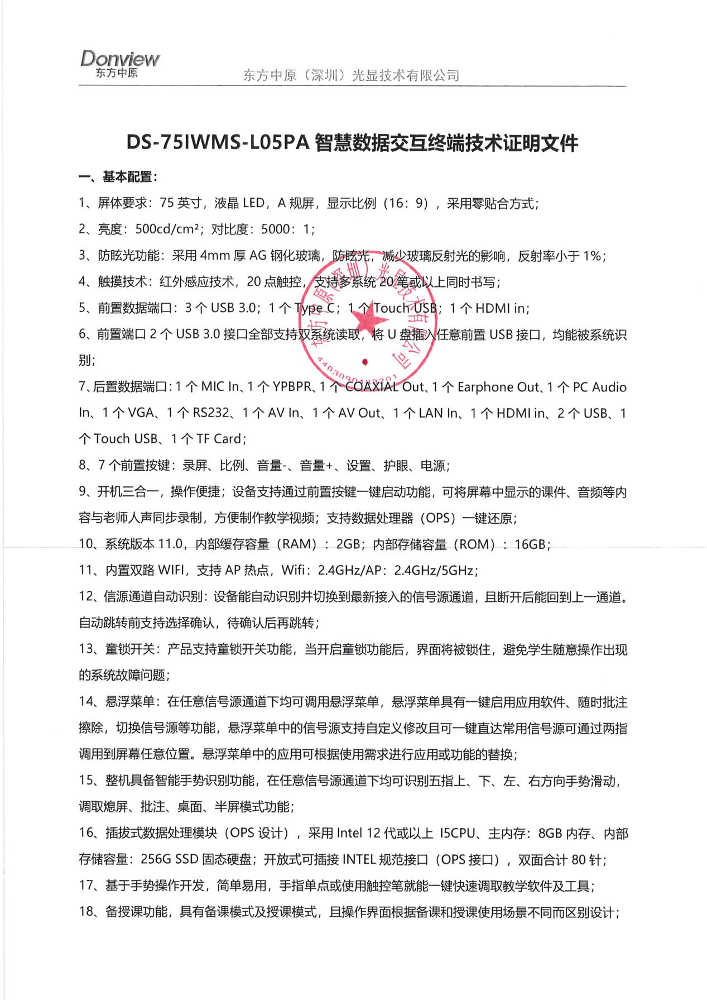 Donview
东方中原
东方中原（深圳）光显技术有限公司
DS-75IWMS-L05PA 智慧数据交互终端技术证明文件
一、基本配置：
1、屏体要求：75 英寸，液晶 LED，A 规屏，显示比例（16：9），采用零贴合方式；
2、亮度：500cd/cm²；对比度：5000：1；
3、防眩光功能：采用 4mm 厚 AG 钢化玻璃，防眩光，减少玻璃反射光的影响，反射率小于 1%；
4、触摸技术：红外感应技术，20 点触控，支持多系统 20 笔或以上同时书写；
5、前置数据端口：3 个 USB 3.0；1 个 Type C；1 个 Touch USB；1 个 HDMI in；
6、前置端口 2 个 USB 3.0 接口全部支持双系统读取，将 U 盘插入任意前置 USB 接口，均能被系统识
别；
7、后置数据端口：1 个 MIC In、1 个 YPBPR、1 个 COAXIAL Out、1 个 Earphone Out、1 个 PC Audio
In、1 个 VGA、1 个 RS232、1 个 AV In、1 个 AV Out、1 个 LAN In、1 个 HDMI in、2 个 USB、1
个 Touch USB、1 个 TF Card；
8、7 个前置按键：录屏、比例、音量-、音量+、设置、护眼、电源；
9、开机三合一，操作便捷；设备支持通过前置按键一键启动功能，可将屏幕中显示的课件、音频等内
容与老师人声同步录制，方便制作教学视频；支持数据处理器（OPS）一键还原；
10、系统版本 11.0，内部缓存容量（RAM）：2GB；内部存储容量（ROM）：16GB；
11、内置双路 WIFI，支持 AP 热点，Wifi：2.4GHz/AP：2.4GHz/5GHz；
12、信源通道自动识别：设备能自动识别并切换到最新接入的信号源通道，且断开后能回到上一通道。
自动跳转前支持选择确认，待确认后再跳转；
13、童锁开关：产品支持童锁开关功能，当开启童锁功能后，界面将被锁住，避免学生随意操作出现
的系统故障问题；
14、悬浮菜单：在任意信号源通道下均可调用悬浮菜单，悬浮菜单具有一键启用应用软件、随时批注
擦除，切换信号源等功能，悬浮菜单中的信号源支持自定义修改且可一键直达常用信号源可通过两指
调用到屏幕任意位置。悬浮菜单中的应用可根据使用需求进行应用或功能的替换；
15、整机具备智能手势识别功能，在任意信号源通道下均可识别五指上、下、左、右方向手势滑动，
调取熄屏、批注、桌面、半屏模式功能；
16、插拔式数据处理模块（OPS 设计），采用 Intel 12 代或以上 I5CPU、主内存：8GB 内存、内部
存储容量：256G SSD 固态硬盘；开放式可插接 INTEL 规范接口（OPS 接口），双面合计 80 针；
17、基于手势操作开发，简单易用，手指单点或使用触控笔就能一键快速调取教学软件及工具；
18、备授课功能，具有备课模式及授课模式，且操作界面根据备课和授课使用场景不同而区别设计；
东方中原（深圳）光显技术有限公司